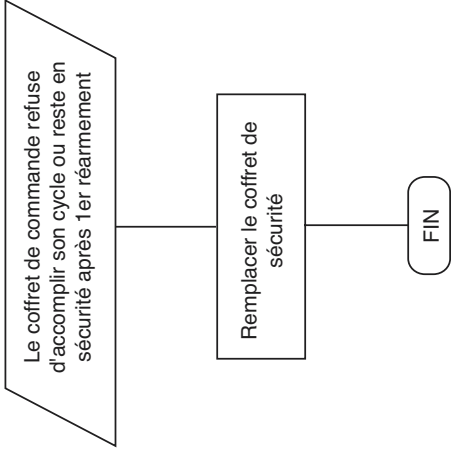 Le coffret de commande refuse
d'accomplir son cycle ou reste en
sécurité après 1er réarmement
Remplacer le coffret de
sécurité
FIN